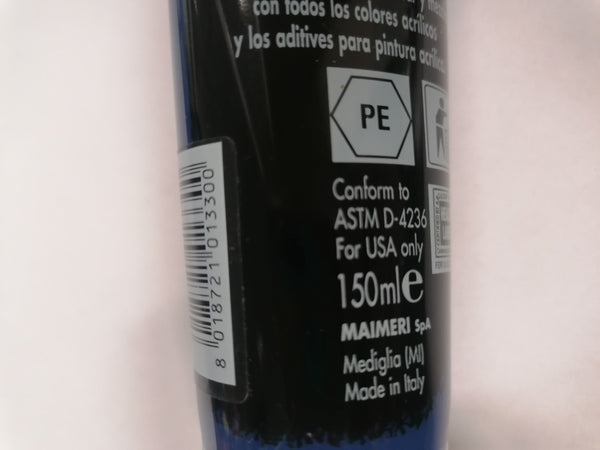 con todos los colores acrílicos
y los aditives para pintura acrílica.
PE
Conform to
ASTM D-4236
For USA only
150ml e
MAIMERI SpA
Mediglia (MI)
Made in Italy
8 018721 013300